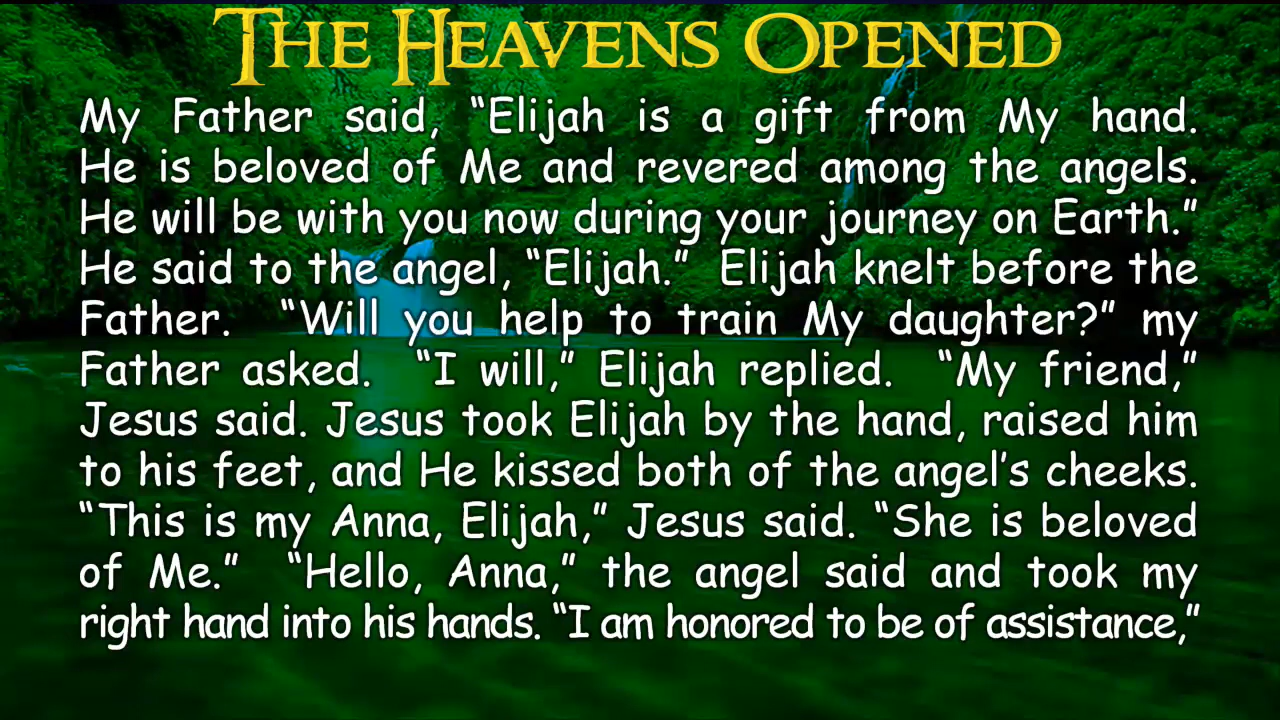 The Heavens Opened
My Father said, “Elijah is a gift from My hand.
He is beloved of Me and revered among the angels.
He will be with you now during your journey on Earth.”
He said to the angel, “Elijah.” Elijah knelt before the
Father. “Will you help to train My daughter?” my
Father asked. “I will,” Elijah replied. “My friend,”
Jesus said. Jesus took Elijah by the hand, raised him
to his feet, and He kissed both of the angel’s cheeks.
“This is my Anna, Elijah,” Jesus said. “She is beloved
of Me.” “Hello, Anna,” the angel said and took my
right hand into his hands. “I am honored to be of assistance,”